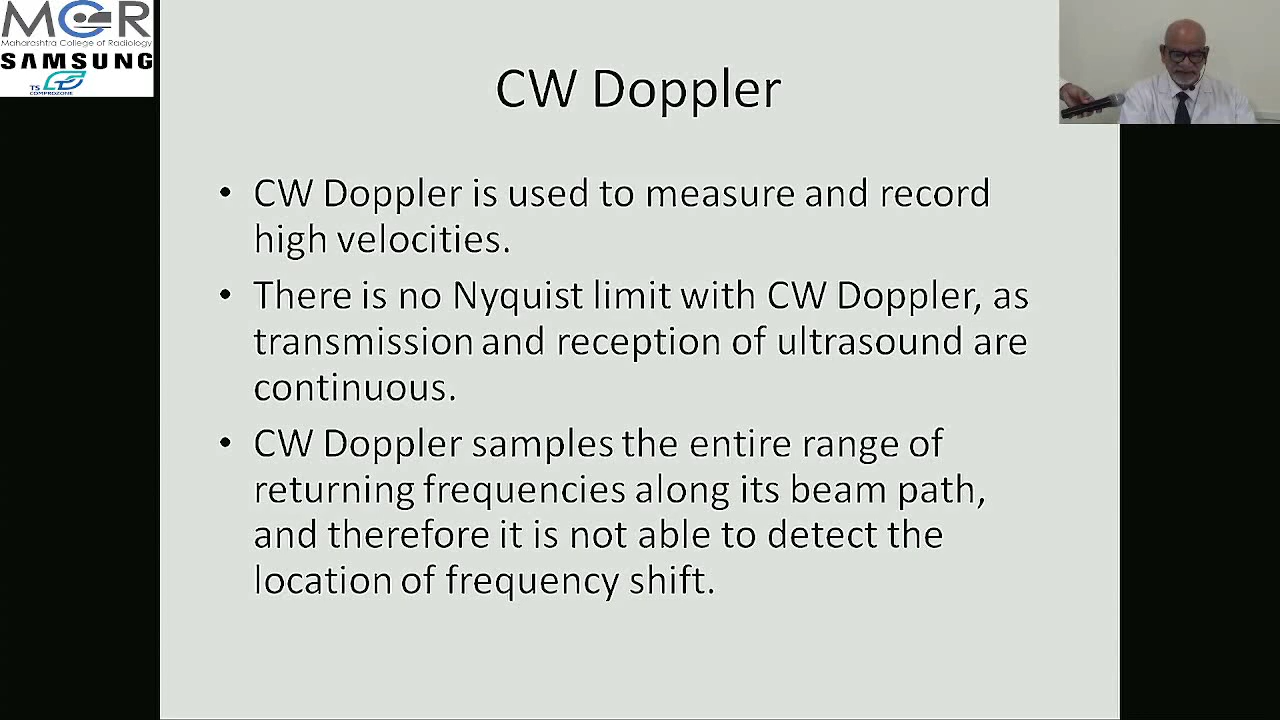 MCR
Maharashtra College of Radiology
SAMSUNG
TS
COMPROZONE
CW Doppler
• CW Doppler is used to measure and record
high velocities.
• There is no Nyquist limit with CW Doppler, as
transmission and reception of ultrasound are
continuous.
• CW Doppler samples the entire range of
returning frequencies along its beam path,
and therefore it is not able to detect the
location of frequency shift.